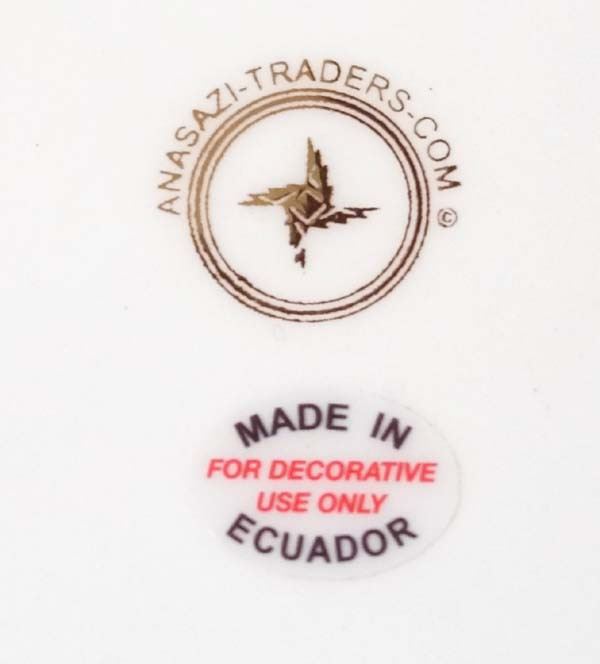 ANASAZI-TRADERS-COM ©
MADE IN
FOR DECORATIVE
USE ONLY
ECUADOR